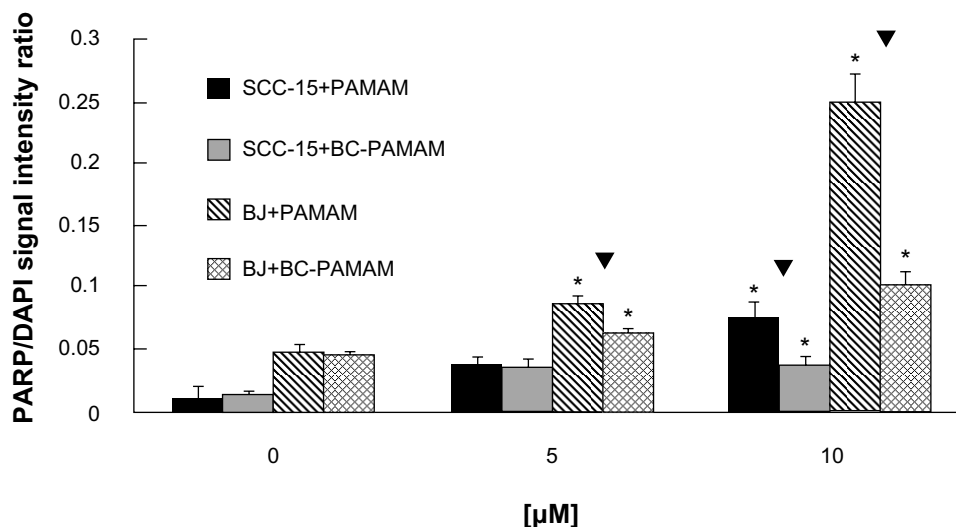 PARP/DAPI signal intensity ratio
0.3
0.25
0.2
0.15
0.1
0.05
0
SCC-15+PAMAM
SCC-15+BC-PAMAM
BJ+PAMAM
BJ+BC-PAMAM
*
*
*
*
*
*
0
5
10
[µM]